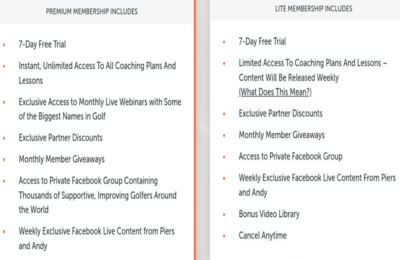 PREMIUM MEMBERSHIP INCLUDES
7-Day Free Trial
Instant, Unlimited Access To All Coaching Plans And
Lessons
Exclusive Access to Monthly Live Webinars with Some
of the Biggest Names in Golf
Exclusive Partner Discounts
Monthly Member Giveaways
Access to Private Facebook Group Containing
Thousands of Supportive, Improving Golfers Around
the World
Weekly Exclusive Facebook Live Content from Piers
and Andy
LITE MEMBERSHIP INCLUDES
7-Day Free Trial
Limited Access To Coaching Plans And Lessons –
Content Will Be Released Weekly
(What Does This Mean?)
Exclusive Partner Discounts
Monthly Member Giveaways
Access to Private Facebook Group
Weekly Exclusive Facebook Live Content From Piers
and Andy
Bonus Video Library
Cancel Anytime